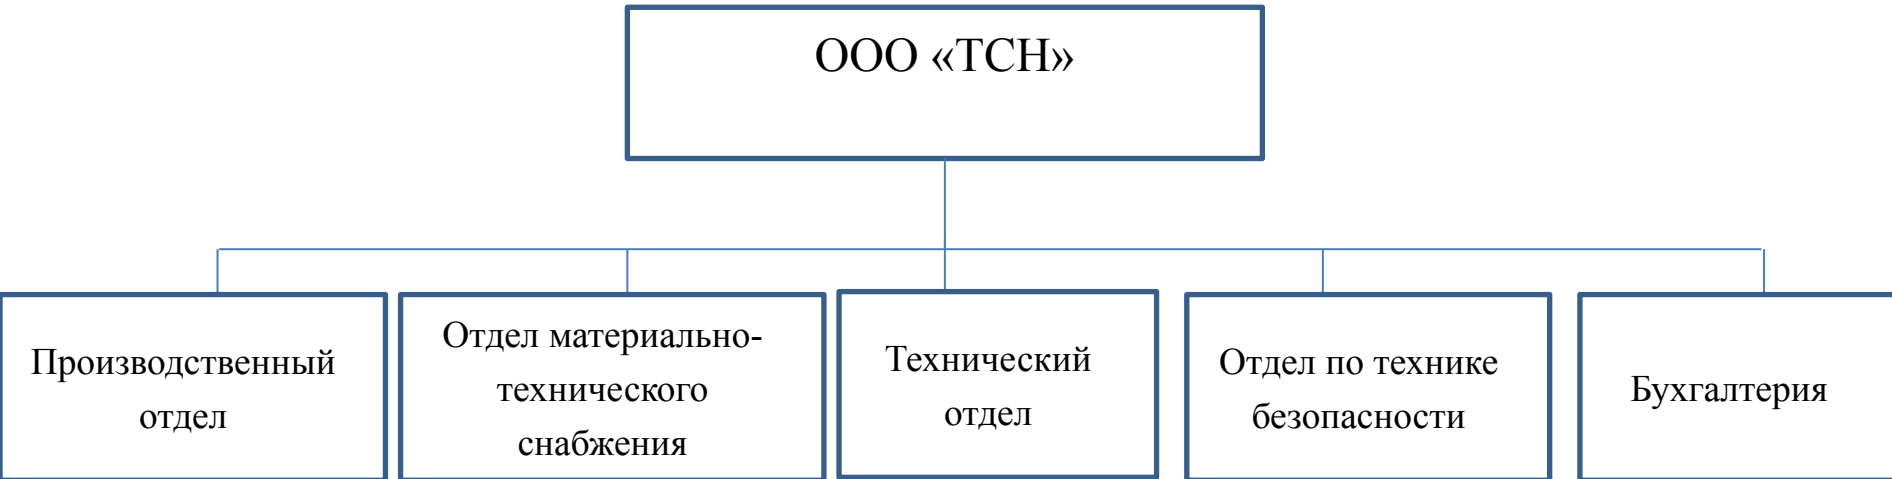 ООО «ТСН»
Производственный
отдел
Отдел материально-
технического
снабжения
Технический
отдел
Отдел по технике
безопасности
Бухгалтерия